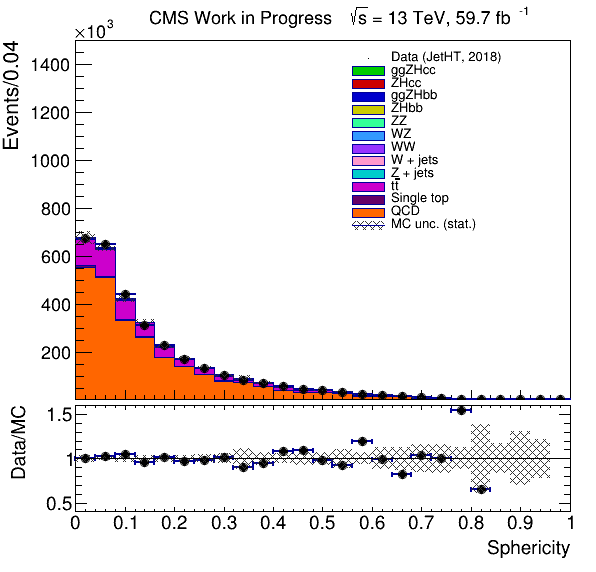 CMS Work in Progress √s = 13 TeV, 59.7 fb⁻¹
×10³
Events/0.04
1400
1200
1000
800
600
400
200
Data (JetHT, 2018)
ggZHcc
ZHcc
ggZHbb
ZHbb
ZZ
WZ
WW
W + jets
Z + jets
tt̅
Single top
QCD
MC unc. (stat.)
Data/MC
1.5
1
0.5
0 0.1 0.2 0.3 0.4 0.5 0.6 0.7 0.8 0.9 1
Sphericity